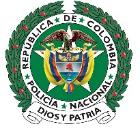 REPÚBLICA DE COLOMBIA
POLICÍA NACIONAL
DIOS Y PATRIA